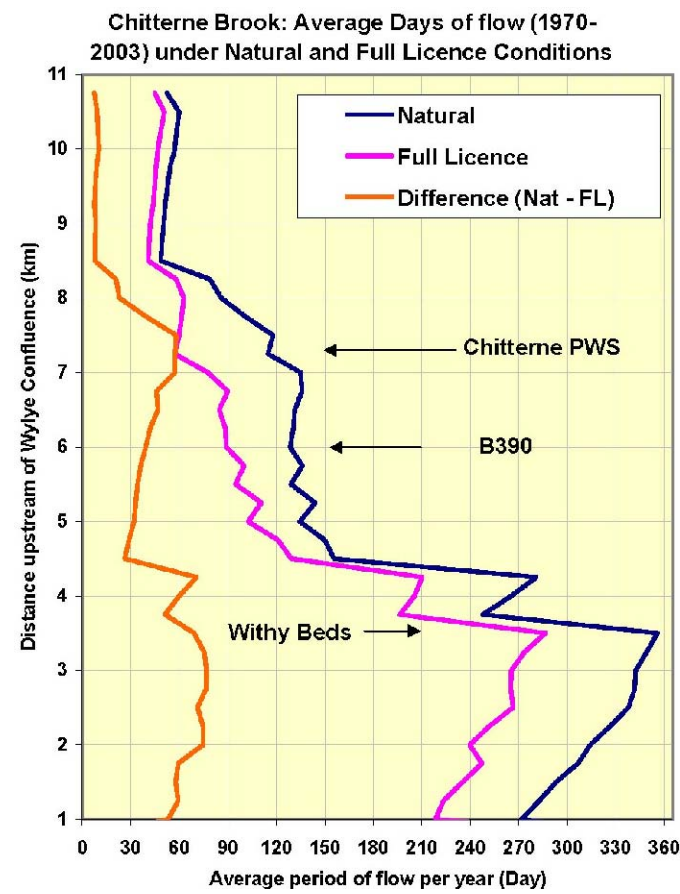 Chitterne Brook: Average Days of flow (1970-
2003) under Natural and Full Licence Conditions
Natural
Full Licence
Difference (Nat - FL)
Chitterne PWS
B390
Withy Beds
Distance upstream of Wylye Confluence (km)
11
10
9
8
7
6
5
4
3
2
1
0 30 60 90 120 150 180 210 240 270 300 330 360
Average period of flow per year (Day)